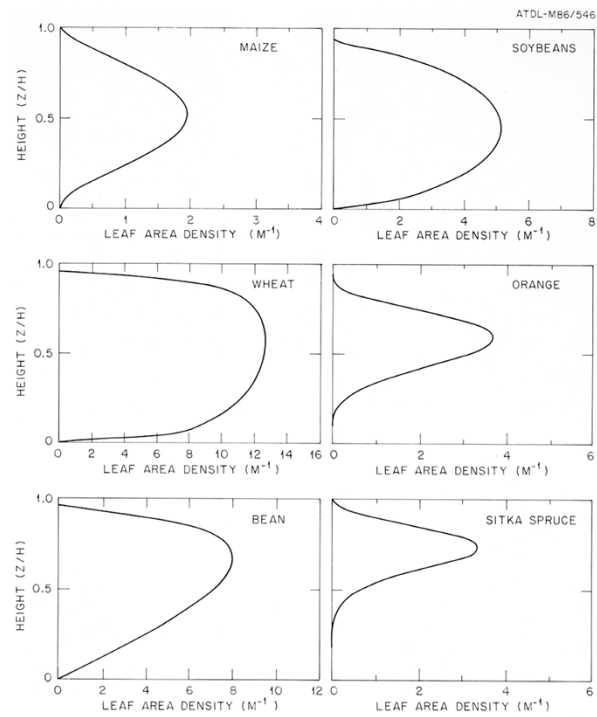 ATDL-M86/546
MAIZE
HEIGHT (Z/H)
1.0
0.5
0
0 1 2 3 4
LEAF AREA DENSITY (M⁻¹)
SOYBEANS
0 2 4 6 8
LEAF AREA DENSITY (M⁻¹)
WHEAT
HEIGHT (Z/H)
1.0
0.5
0
0 2 4 6 8 10 12 14 16
LEAF AREA DENSITY (M⁻¹)
ORANGE
0 2 4 6
LEAF AREA DENSITY (M⁻¹)
BEAN
HEIGHT (Z/H)
1.0
0.5
0
0 2 4 6 8 10 12
LEAF AREA DENSITY (M⁻¹)
SITKA SPRUCE
0 2 4 6
LEAF AREA DENSITY (M⁻¹)